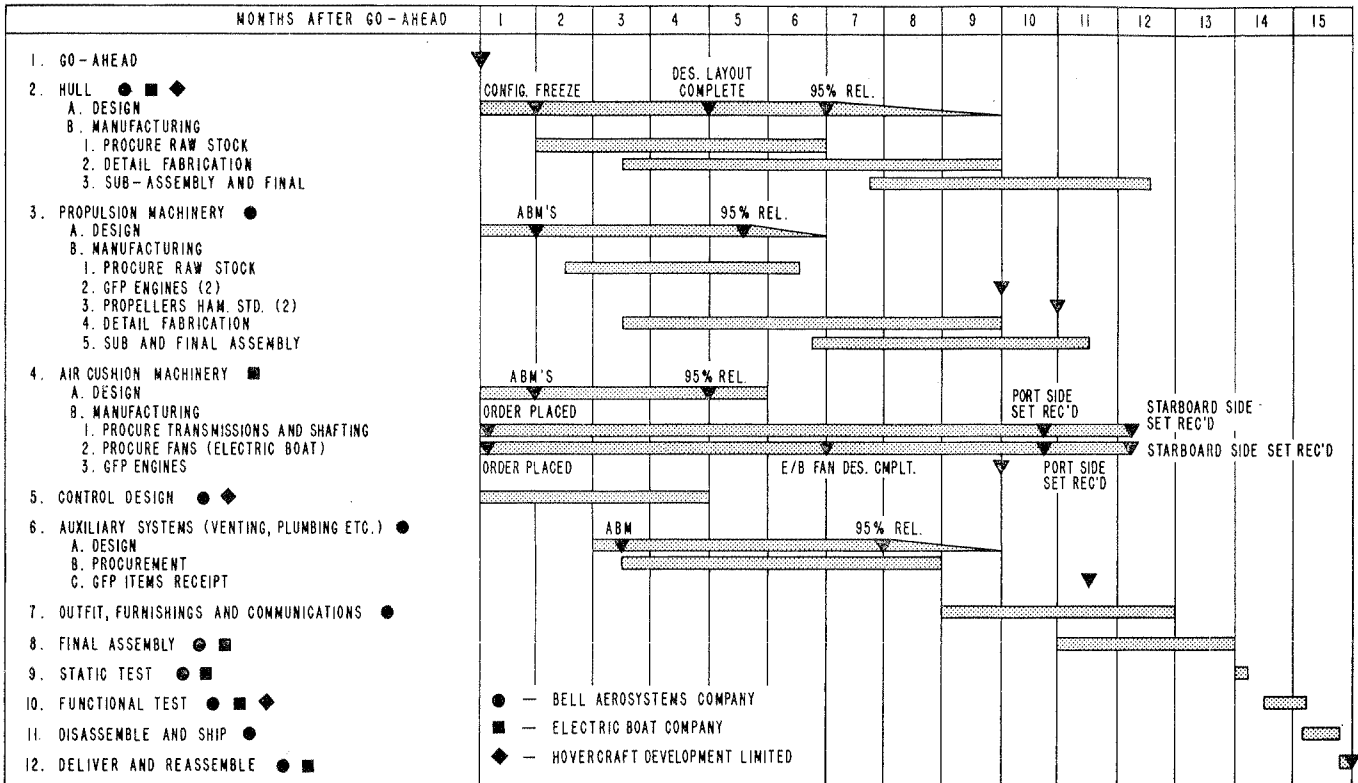 MONTHS AFTER GO-AHEAD 1 2 3 4 5 6 7 8 9 10 11 12 13 14 15
1. GO-AHEAD
2. HULL
CONFIG. FREEZE
DES. LAYOUT
COMPLETE
95% REL.
A. DESIGN
B. MANUFACTURING
1. PROCURE RAW STOCK
2. DETAIL FABRICATION
3. SUB-ASSEMBLY AND FINAL
3. PROPULSION MACHINERY
ABM'S
95% REL.
A. DESIGN
B. MANUFACTURING
1. PROCURE RAW STOCK
2. GFP ENGINES (2)
3. PROPELLERS HAM. STD. (2)
4. DETAIL FABRICATION
5. SUB AND FINAL ASSEMBLY
4. AIR CUSHION MACHINERY
ABM'S
95% REL.
A. DESIGN
B. MANUFACTURING
ORDER PLACED
PORT SIDE
SET REC'D
STARBOARD SIDE
SET REC'D
1. PROCURE TRANSMISSIONS AND SHAFTING
2. PROCURE FANS (ELECTRIC BOAT)
STARBOARD SIDE SET REC'D
3. GFP ENGINES
ORDER PLACED
E/B FAN DES. CMPLT.
PORT SIDE
SET REC'D
5. CONTROL DESIGN
6. AUXILIARY SYSTEMS (VENTING, PLUMBING ETC.)
ABM
95% REL.
A. DESIGN
B. PROCUREMENT
C. GFP ITEMS RECEIPT
7. OUTFIT, FURNISHINGS AND COMMUNICATIONS
8. FINAL ASSEMBLY
9. STATIC TEST
10. FUNCTIONAL TEST
11. DISASSEMBLE AND SHIP
12. DELIVER AND REASSEMBLE
● — BELL AEROSYSTEMS COMPANY
■ — ELECTRIC BOAT COMPANY
◆ — HOVERCRAFT DEVELOPMENT LIMITED